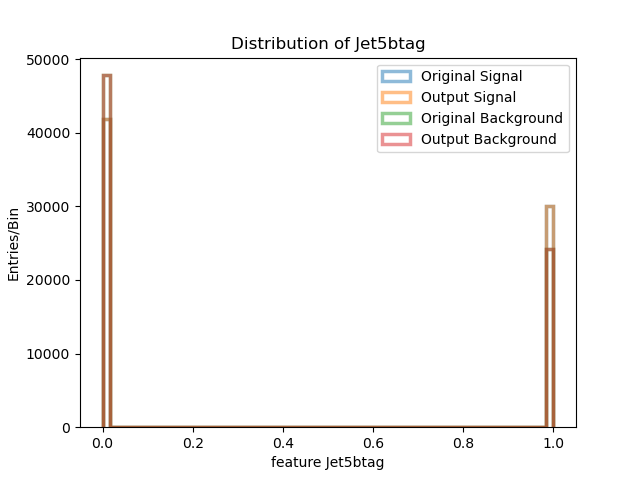 Distribution of Jet5btag
50000
40000
30000
20000
10000
0
Entries/Bin
Original Signal
Output Signal
Original Background
Output Background
0.0 0.2 0.4 0.6 0.8 1.0
feature Jet5btag